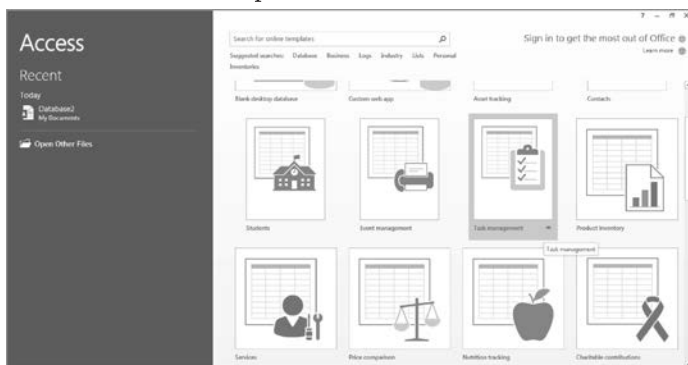 ? – ×
Access
Search for online templates
Sign in to get the most out of Office
Learn more
Suggested searches: Database Business Logs Industry Lists Personal
Inventories
Recent
Today
Database2
My Documents
Open Other Files
Blank desktop database Custom web app Asset tracking Contacts
Students Event management Task management Product inventory
Task management
Services Price comparison Nutrition tracking Charitable contributions